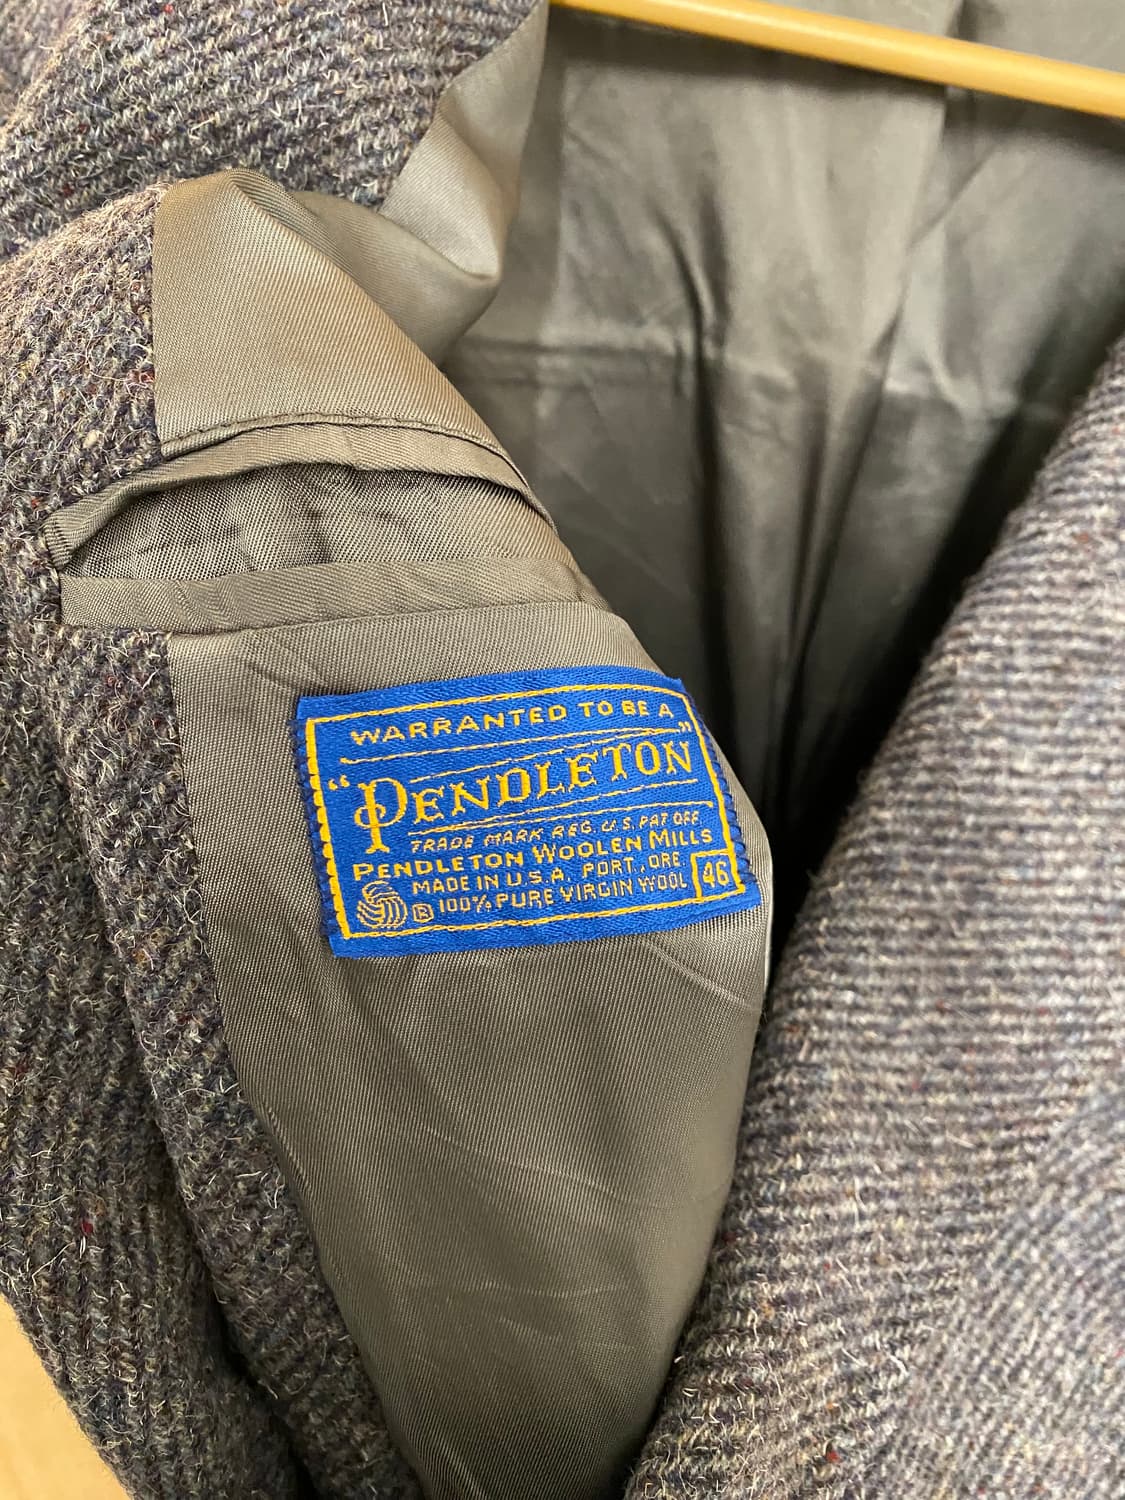 WARRANTED TO BE A
"PENDLETON"
TRADE MARK REG. U.S. PAT OFF
PENDLETON WOOLEN MILLS
MADE IN U.S.A. PORT., ORE
® 100% PURE VIRGIN WOOL
46